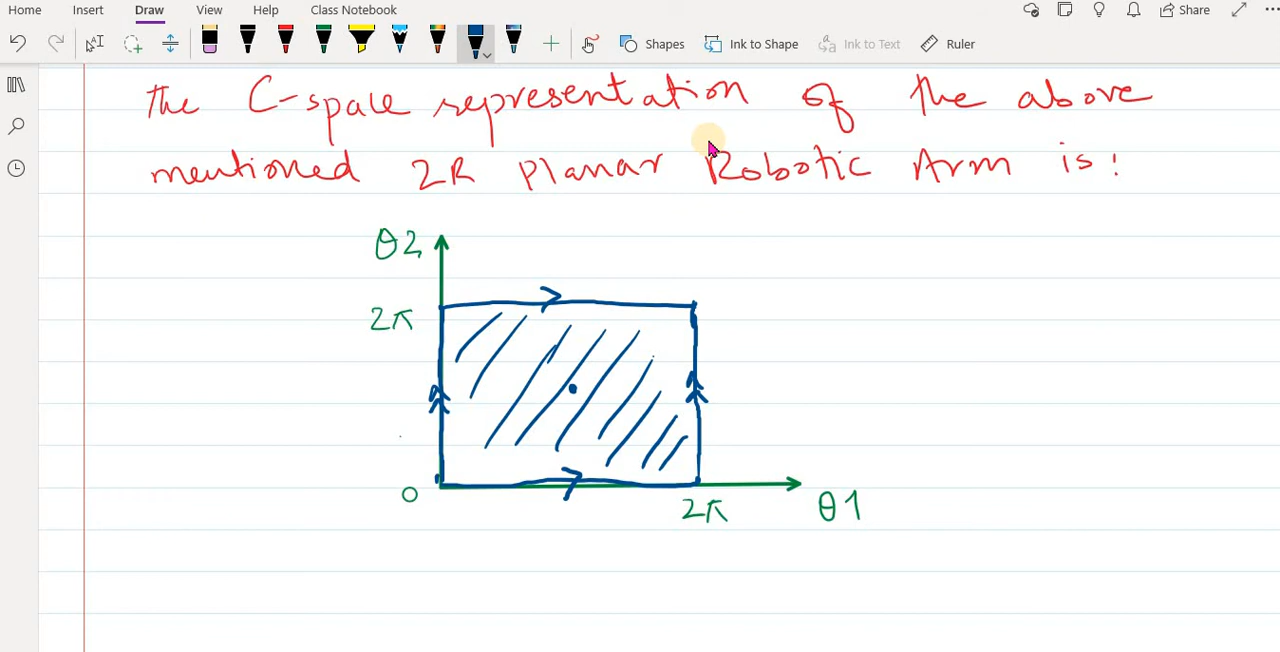 Home Insert Draw View Help Class Notebook Share
Shapes Ink to Shape Ink to Text Ruler
The C-space representation of the above
mentioned 2R planar Robotic Arm is:
θ2
2π
0
2π
θ1